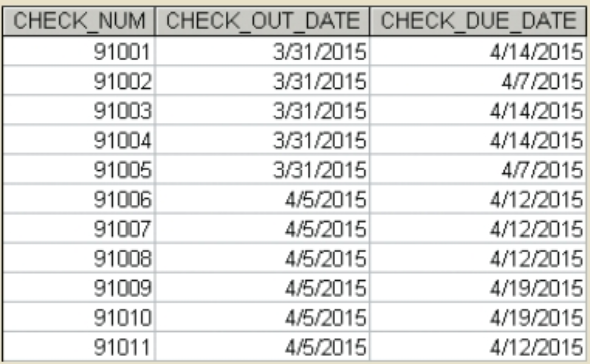 CHECK_NUM CHECK_OUT_DATE CHECK_DUE_DATE
91001 3/31/2015 4/14/2015
91002 3/31/2015 4/7/2015
91003 3/31/2015 4/14/2015
91004 3/31/2015 4/14/2015
91005 3/31/2015 4/7/2015
91006 4/5/2015 4/12/2015
91007 4/5/2015 4/12/2015
91008 4/5/2015 4/12/2015
91009 4/5/2015 4/19/2015
91010 4/5/2015 4/19/2015
91011 4/5/2015 4/12/2015